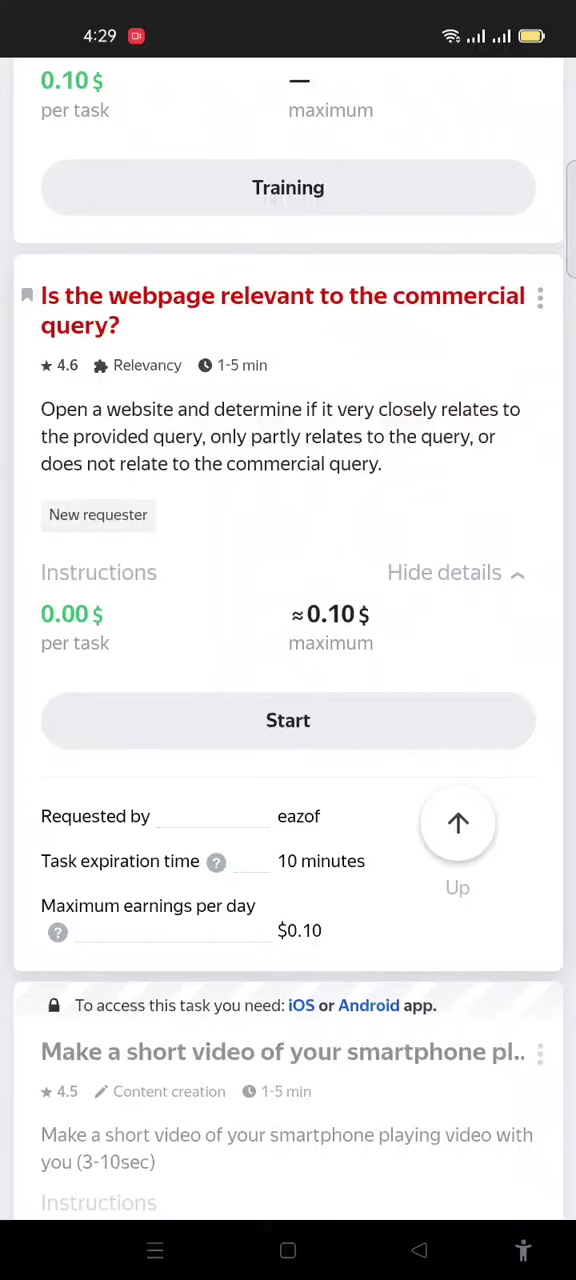 4:29
0.10$ —
per task maximum
Training
Is the webpage relevant to the commercial
query?
4.6 Relevancy 1-5 min
Open a website and determine if it very closely relates to
the provided query, only partly relates to the query, or
does not relate to the commercial query.
New requester
Instructions Hide details
0.00$ ≈0.10$
per task maximum
Start
Requested by eazof
Task expiration time ? 10 minutes
Up
Maximum earnings per day
? $0.10
To access this task you need: iOS or Android app.
Make a short video of your smartphone pl..
4.5 Content creation 1-5 min
Make a short video of your smartphone playing video with
you (3-10sec)
Instructions